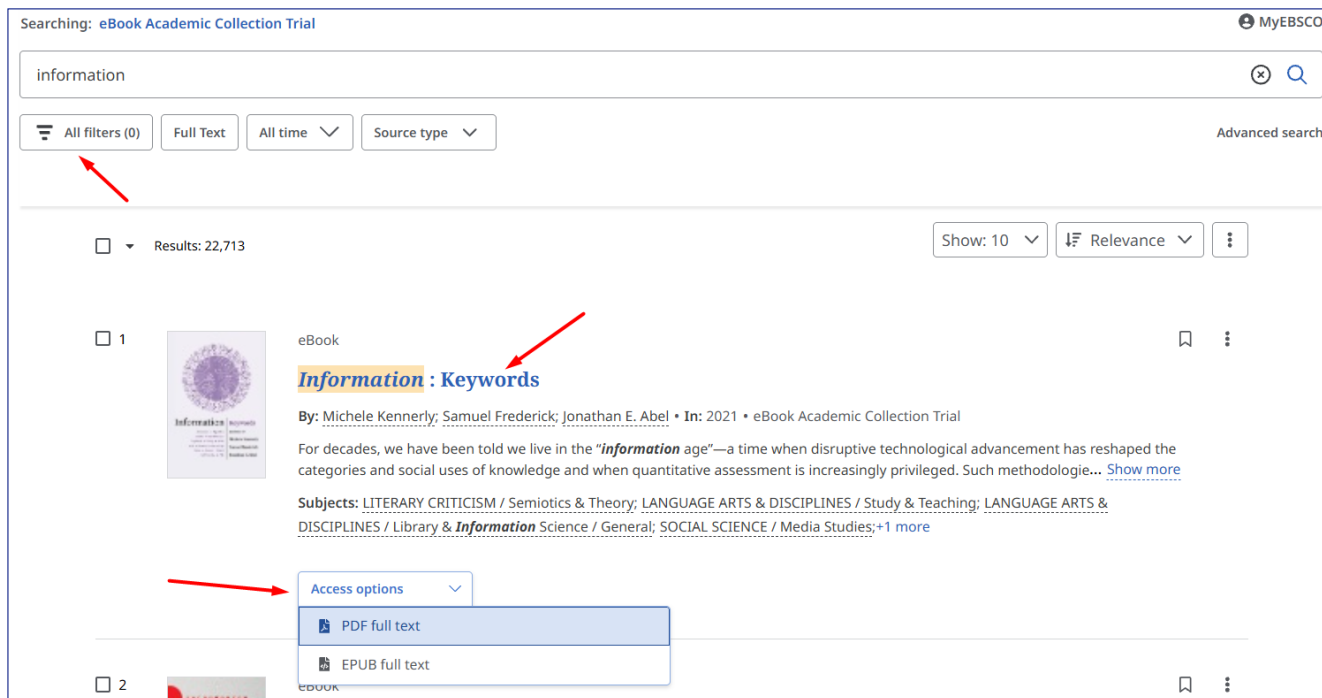 Searching: eBook Academic Collection Trial
MyEBSCO
information
All filters (0)
Full Text
All time
Source type
Advanced search
Results: 22,713
Show: 10
Relevance
1
Information Keywords
eBook
Information : Keywords
By: Michele Kennerly; Samuel Frederick; Jonathan E. Abel • In: 2021 • eBook Academic Collection Trial
For decades, we have been told we live in the “information age”—a time when disruptive technological advancement has reshaped the
categories and social uses of knowledge and when quantitative assessment is increasingly privileged. Such methodologie... Show more
Subjects: LITERARY CRITICISM / Semiotics & Theory; LANGUAGE ARTS & DISCIPLINES / Study & Teaching; LANGUAGE ARTS &
DISCIPLINES / Library & Information Science / General; SOCIAL SCIENCE / Media Studies;+1 more
Access options
PDF full text
EPUB full text
2
eBook